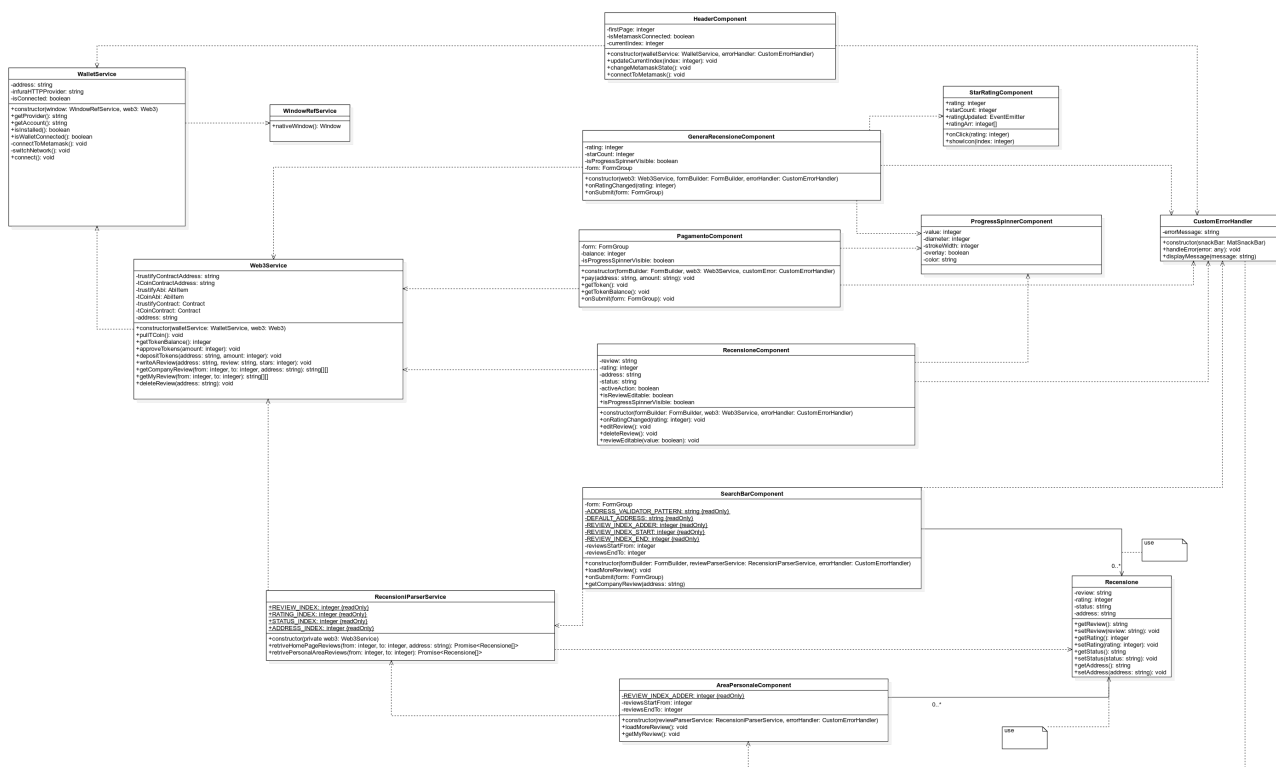 HeaderComponent
-firstPage: integer
-isMetamaskConnected: boolean
-currentIndex: integer
+constructor(walletService: WalletService, errorHandler: CustomErrorHandler)
+updateCurrentIndex(index: integer): void
+changeMetamaskState(): void
+connectToMetamask(): void
WalletService
-address: string
-infuraHTTPProvider: string
-isConnected: boolean
+constructor(window: WindowRefService, web3: Web3)
+getProvider(): string
+getAccount(): string
+isInstalled(): boolean
+isWalletConnected(): boolean
-connectToMetamask(): void
-switchNetwork(): void
+connect(): void
WindowRefService
+nativeWindow(): Window
StarRatingComponent
+rating: integer
+starCount: integer
+ratingUpdated: EventEmitter
+ratingArr: integer[]
+onClick(rating: integer)
+showIcon(index: integer)
GeneraRecensioneComponent
-rating: integer
-starCount: integer
-isProgressSpinnerVisible: boolean
-form: FormGroup
+constructor(web3: Web3Service, formBuilder: FormBuilder, errorHandler: CustomErrorHandler)
+onRatingChanged(rating: integer)
+onSubmit(form: FormGroup)
ProgressSpinnerComponent
-value: integer
-diameter: integer
-strokeWidth: integer
-overlay: boolean
-color: string
CustomErrorHandler
-errorMessage: string
+constructor(snackBar: MatSnackBar)
+handleError(error: any): void
+displayMessage(message: string)
PagamentoComponent
-form: FormGroup
-balance: integer
-isProgressSpinnerVisible: boolean
+constructor(formBuilder: FormBuilder, web3: Web3Service, customError: CustomErrorHandler)
+pay(address: string, amount: string): void
+getToken(): void
+getTokenBalance(): void
+onSubmit(form: FormGroup): void
Web3Service
-trustifyContractAddress: string
-tCoinContractAddress: string
-trustifyAbi: AbiItem
-tCoinAbi: AbiItem
-trustifyContract: Contract
-tCoinContract: Contract
-address: string
+constructor(walletService: WalletService, web3: Web3)
+pullTCoin(): void
+getTokenBalance(): integer
+approveTokens(amount: integer): void
+depositTokens(address: string, amount: integer): void
+writeAReview(address: string, review: string, stars: integer): void
+getCompanyReview(from: integer, to: integer, address: string): string[][]
+getMyReview(from: integer, to: integer): string[][]
+deleteReview(address: string): void
RecensioneComponent
-review: string
-rating: integer
-address: string
-status: string
-activeAction: boolean
+isReviewEditable: boolean
+isProgressSpinnerVisible: boolean
+constructor(formBuilder: FormBuilder, web3: Web3Service, errorHandler: CustomErrorHandler)
+onRatingChanged(rating: integer): void
+editReview(): void
+deleteReview(): void
+reviewEditable(value: boolean): void
SearchBarComponent
-form: FormGroup
-ADDRESS_VALIDATOR_PATTERN: string {readOnly}
-DEFAULT_ADDRESS: string {readOnly}
-REVIEW_INDEX_ADDER: integer {readOnly}
-REVIEW_INDEX_START: integer {readOnly}
-REVIEW_INDEX_END: integer {readOnly}
-reviewsStartFrom: integer
-reviewsEndTo: integer
+constructor(formBuilder: FormBuilder, reviewParserService: RecensioniParserService, errorHandler: CustomErrorHandler)
+loadMoreReview(): void
+onSubmit(form: FormGroup)
+getCompanyReview(address: string)
use
0..*
Recensione
-review: string
-rating: integer
-status: string
-address: string
+getReview(): string
+setReview(review: string): void
+getRating(): integer
+setRating(rating: integer): void
+getStatus(): string
+setStatus(status: string): void
+getAddress(): string
+setAddress(address: string): void
RecensioniParserService
+REVIEW_INDEX: integer {readOnly}
+RATING_INDEX: integer {readOnly}
+STATUS_INDEX: integer {readOnly}
+ADDRESS_INDEX: integer {readOnly}
+constructor(private web3: Web3Service)
+retriveHomePageReviews(from: integer, to: integer, address: string): Promise<Recensione[]>
+retrivePersonalAreaReviews(from: integer, to: integer): Promise<Recensione[]>
AreaPersonaleComponent
-REVIEW_INDEX_ADDER: integer {readOnly}
-reviewsStartFrom: integer
-reviewsEndTo: integer
+constructor(reviewParserService: RecensioniParserService, errorHandler: CustomErrorHandler)
+loadMoreReview(): void
+getMyReview(): void
0..*
use